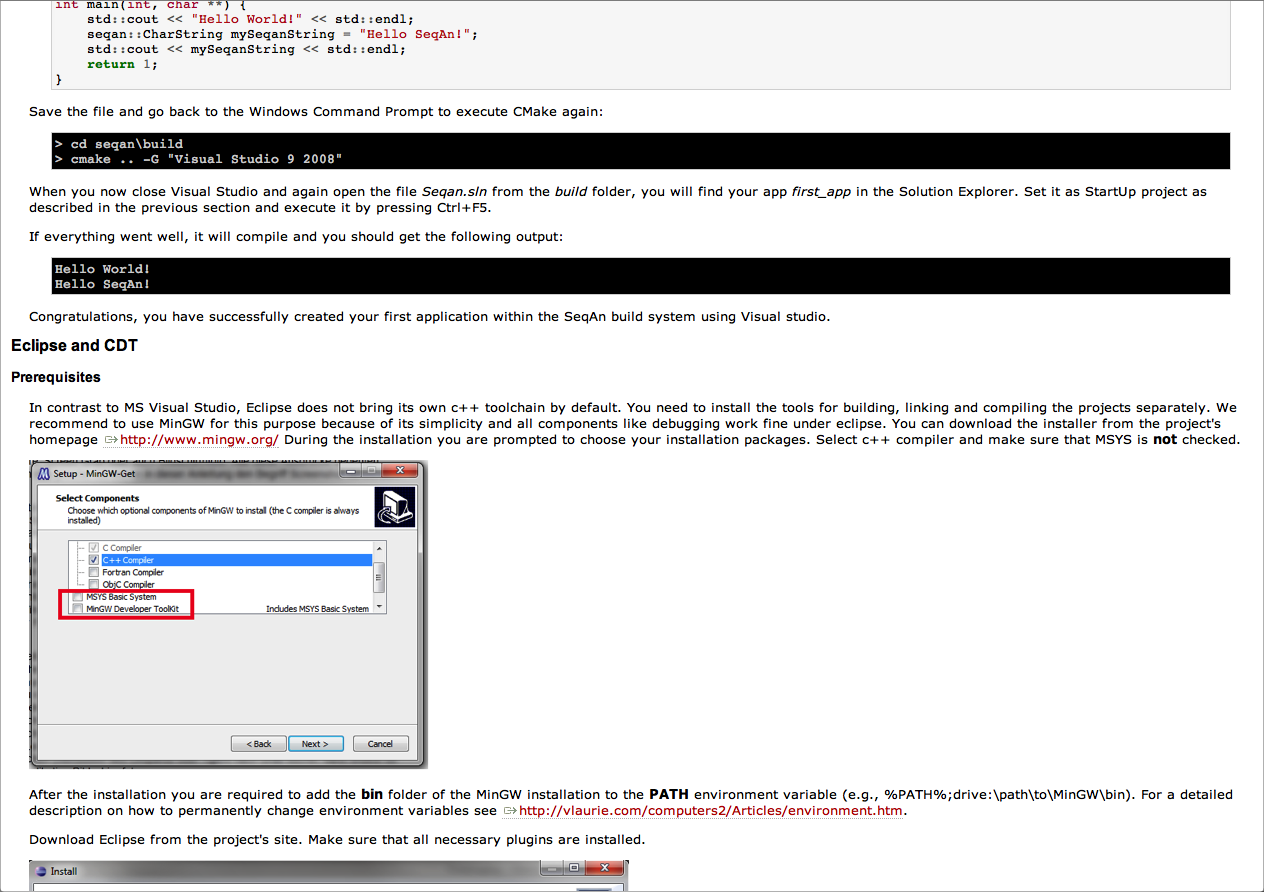 int main(int, char **) {
std::cout << "Hello World!" << std::endl;
seqan::CharString mySeqanString = "Hello SeqAn!";
std::cout << mySeqanString << std::endl;
return 1;
}
Save the file and go back to the Windows Command Prompt to execute CMake again:
> cd seqan\build
> cmake .. -G "Visual Studio 9 2008"
When you now close Visual Studio and again open the file Seqan.sln from the build folder, you will find your app first_app in the Solution Explorer. Set it as StartUp project as
described in the previous section and execute it by pressing Ctrl+F5.
If everything went well, it will compile and you should get the following output:
Hello World!
Hello SeqAn!
Congratulations, you have successfully created your first application within the SeqAn build system using Visual studio.
Eclipse and CDT
Prerequisites
In contrast to MS Visual Studio, Eclipse does not bring its own c++ toolchain by default. You need to install the tools for building, linking and compiling the projects separately. We
recommend to use MinGW for this purpose because of its simplicity and all components like debugging work fine under eclipse. You can download the installer from the project's
homepage http://www.mingw.org/ During the installation you are prompted to choose your installation packages. Select c++ compiler and make sure that MSYS is not checked.
Setup - MinGW-Get
Select Components
Choose which optional components of MinGW to install (the C compiler is always
installed)
C Compiler
C++ Compiler
Fortran Compiler
ObjC Compiler
MSYS Basic System
MinGW Developer ToolKit Includes MSYS Basic System
< Back Next > Cancel
After the installation you are required to add the bin folder of the MinGW installation to the PATH environment variable (e.g., %PATH%;drive:\path\to\MinGW\bin). For a detailed
description on how to permanently change environment variables see http://vlaurie.com/computers2/Articles/environment.htm.
Download Eclipse from the project's site. Make sure that all necessary plugins are installed.
Install